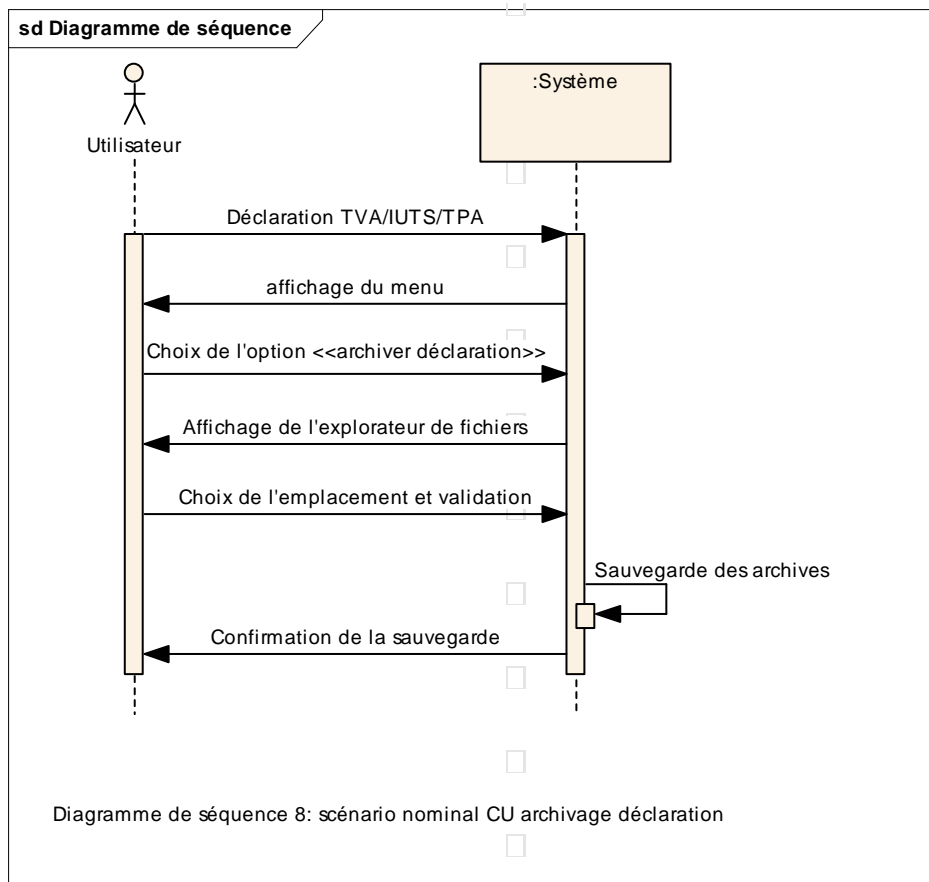 sd Diagramme de séquence
:Système
Utilisateur
Déclaration TVA/IUTS/TPA
affichage du menu
Choix de l'option <<archiver déclaration>>
Affichage de l'explorateur de fichiers
Choix de l'emplacement et validation
Sauvegarde des archives
Confirmation de la sauvegarde
Diagramme de séquence 8: scénario nominal CU archivage déclaration